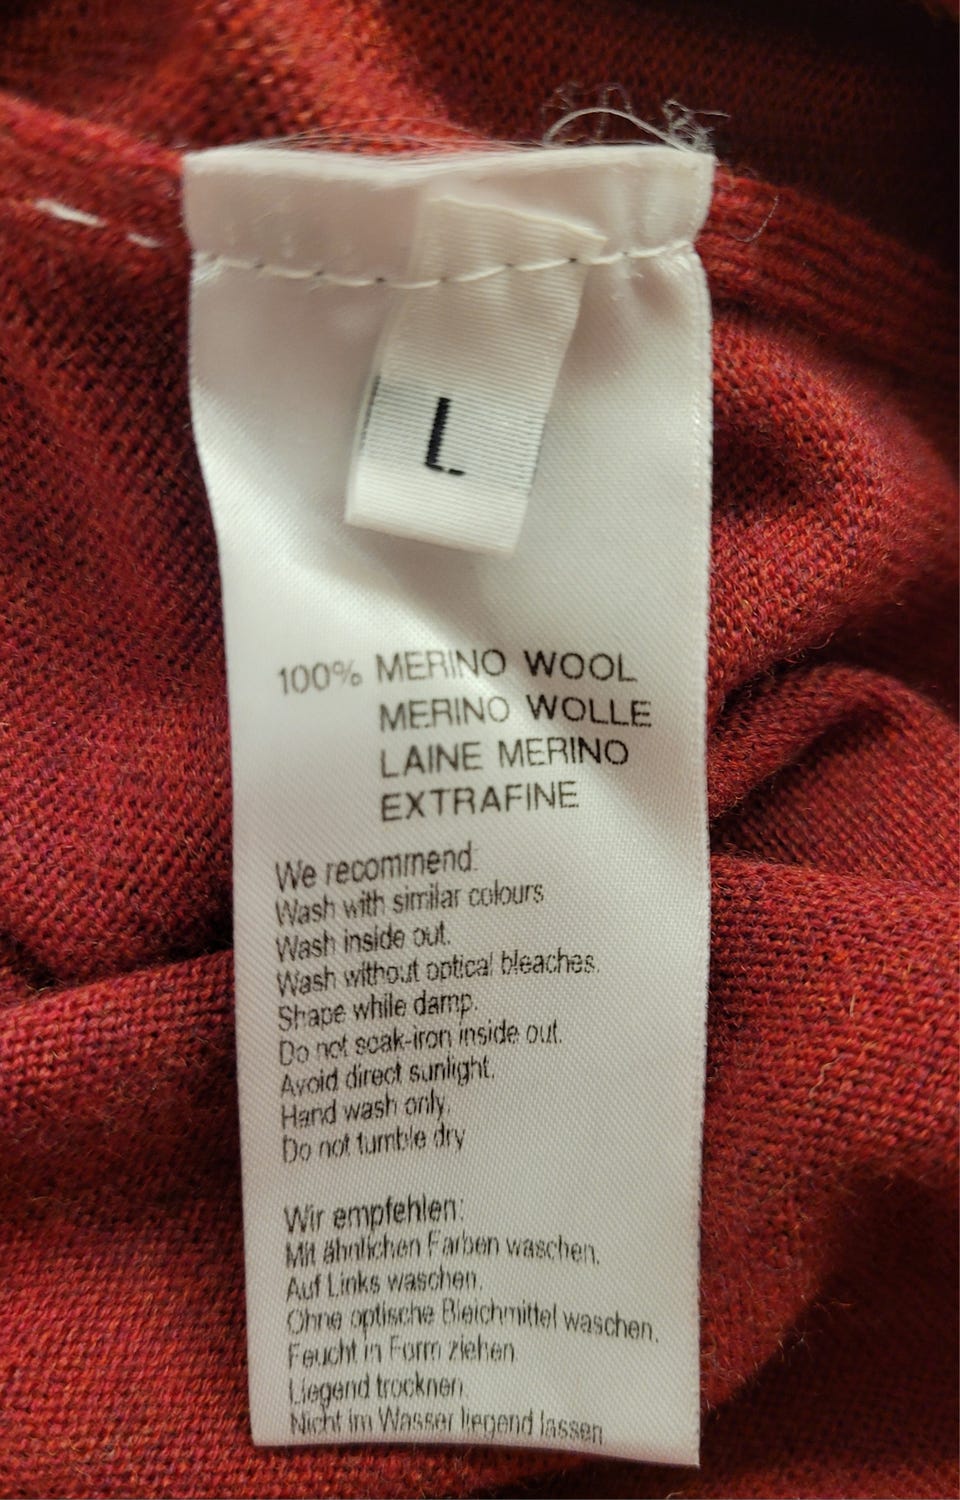 L
100% MERINO WOOL
MERINO WOLLE
LAINE MERINO
EXTRAFINE
We recommend:
Wash with similar colours
Wash inside out.
Wash without optical bleaches.
Shape while damp.
Do not soak-iron inside out.
Avoid direct sunlight.
Hand wash only.
Do not tumble dry
Wir empfehlen:
Mit ähnlichen Farben waschen.
Auf Links waschen.
Ohne optische Bleichmittel waschen.
Feucht in Form ziehen.
Liegend trocknen
Nicht im Wasser liegend lassen